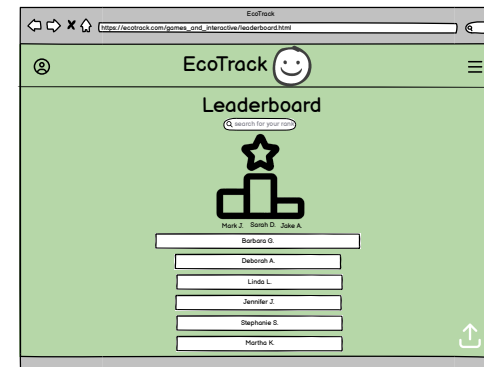 EcoTrack
https://ecotrack.com/games_and_interactive/leaderboard.html
EcoTrack
Leaderboard
search for your rank
Mark J. Sarah D. Jake A.
Barbara G.
Deborah A.
Linda L.
Jennifer J.
Stephanie S.
Martha K.